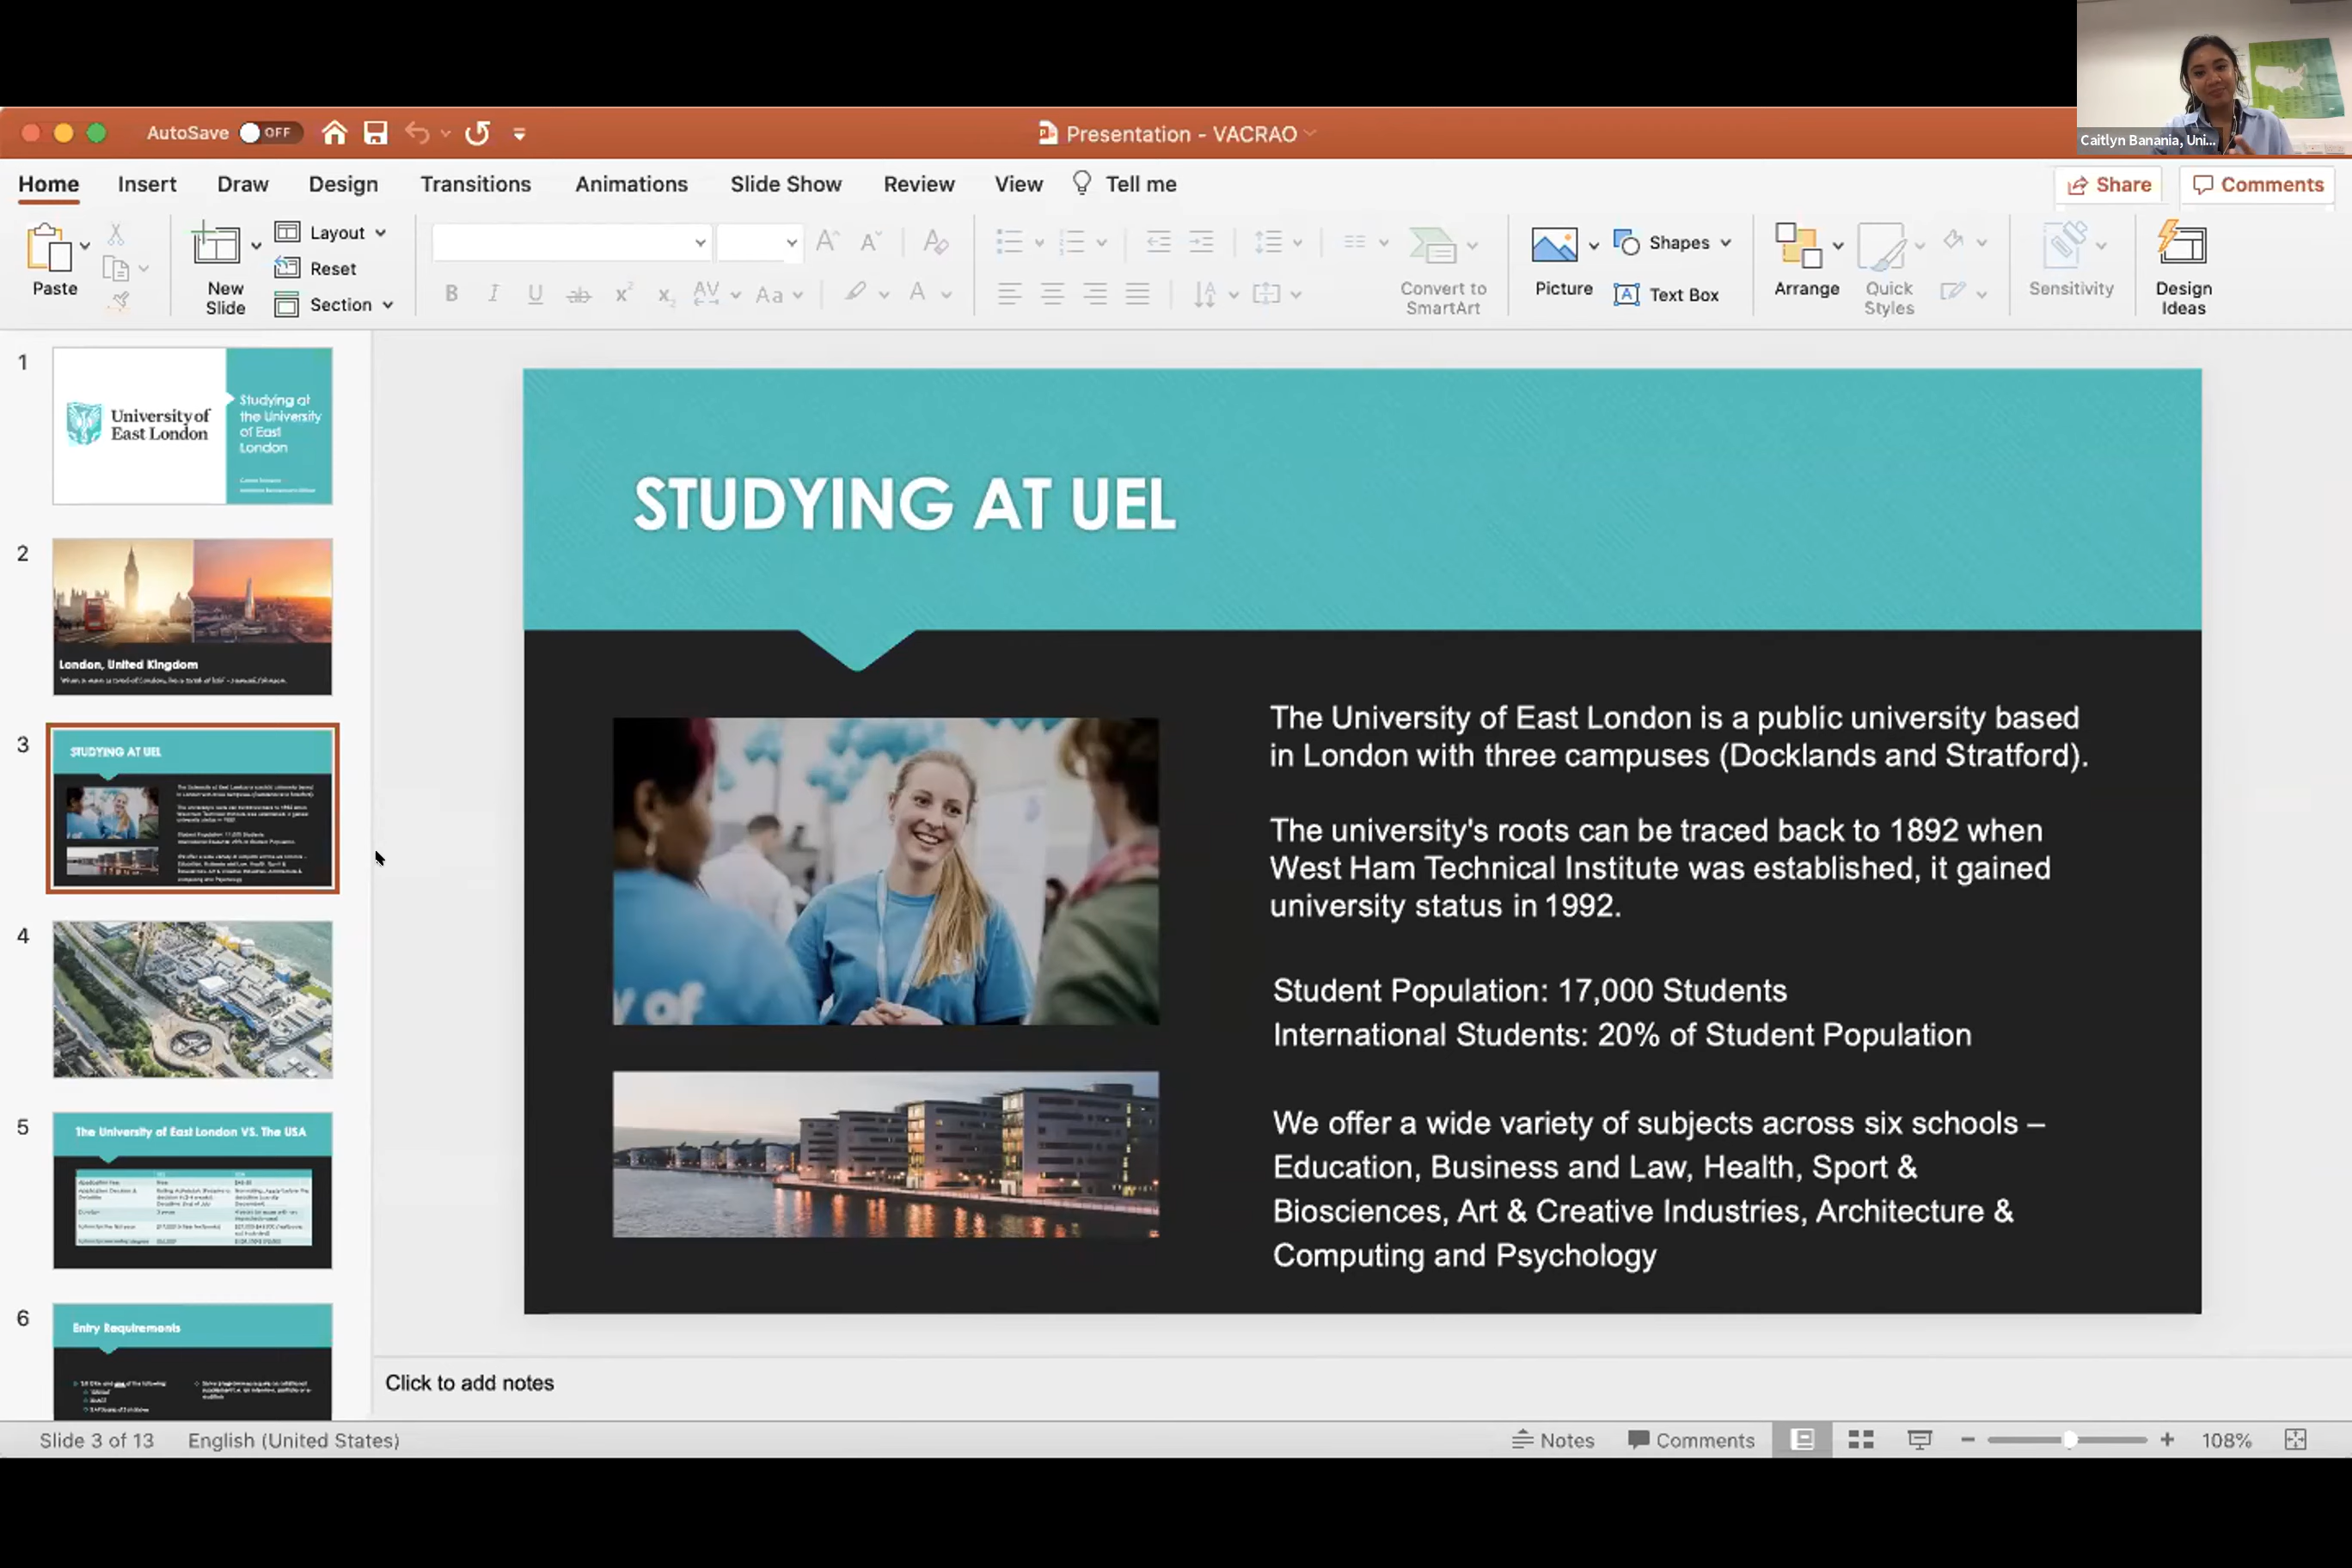 Caitlyn Banania, Uni...
AutoSave OFF
Presentation - VACRAO
Home Insert Draw Design Transitions Animations Slide Show Review View Tell me Share Comments
Paste
New Slide
Layout
Reset
Section
Convert to SmartArt
Picture
Shapes
Text Box
Arrange
Quick Styles
Sensitivity
Design Ideas
1
University of
East London
Studying at
the University
of East
London
2
London, United Kingdom
3
STUDYING AT UEL
4
5
The University of East London VS. The USA
6
Entry Requirements
STUDYING AT UEL
The University of East London is a public university based
in London with three campuses (Docklands and Stratford).
The university's roots can be traced back to 1892 when
West Ham Technical Institute was established, it gained
university status in 1992.
Student Population: 17,000 Students
International Students: 20% of Student Population
We offer a wide variety of subjects across six schools –
Education, Business and Law, Health, Sport &
Biosciences, Art & Creative Industries, Architecture &
Computing and Psychology
y of
Click to add notes
Slide 3 of 13 English (United States) Notes Comments 108%